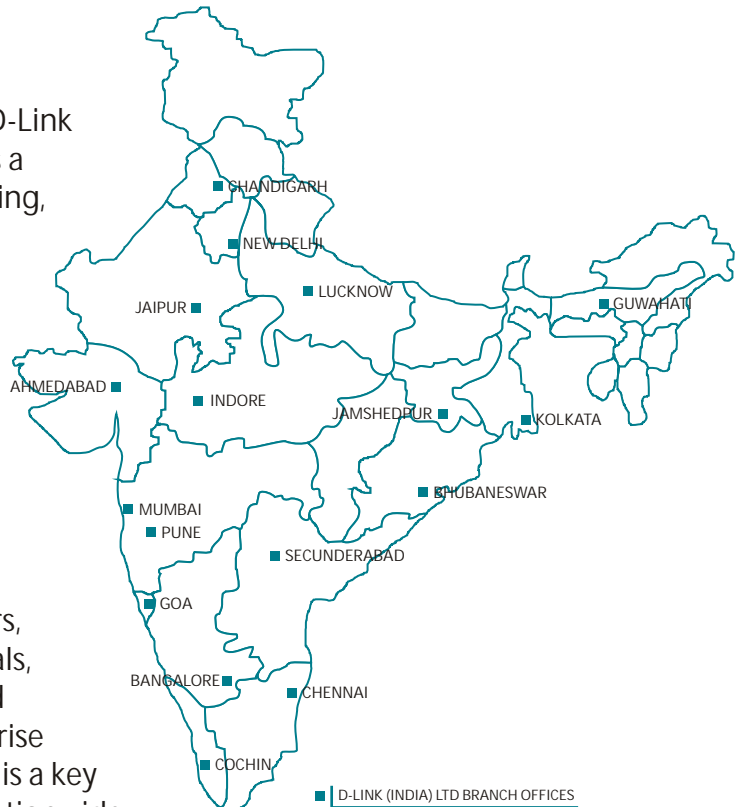 D-Link
a
ing,
CHANDIGARH
NEW DELHI
LUCKNOW
JAIPUR
GUWAHATI
AHMEDABAD
INDORE
JAMSHEDPUR
KOLKATA
BHUBANESWAR
MUMBAI
PUNE
SECUNDERABAD
GOA
rs,
als,
BANGALORE
CHENNAI
rise
COCHIN
is a key
D-LINK (INDIA) LTD BRANCH OFFICES